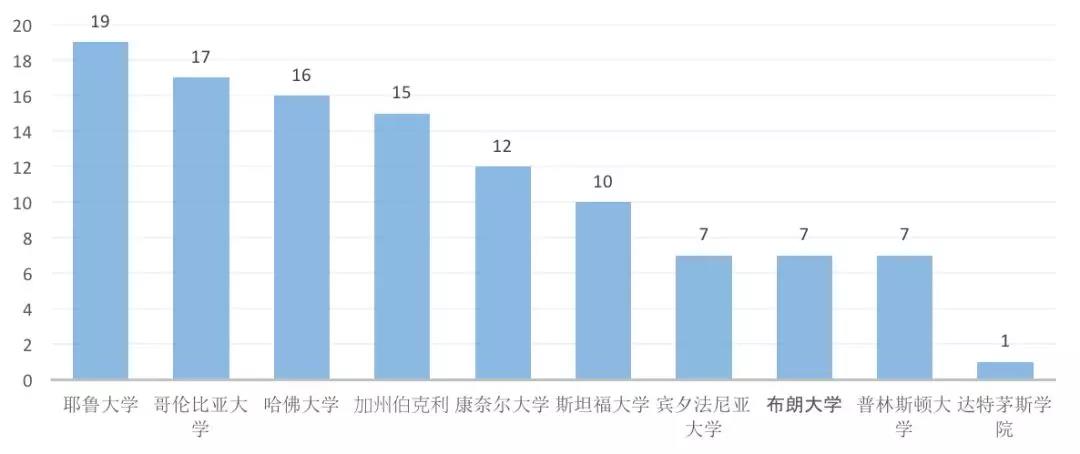 20
18
16
14
12
10
8
6
4
2
0
19
17
16
15
12
10
7
7
7
1
耶鲁大学
哥伦比亚大
学
哈佛大学
加州伯克利
康奈尔大学
斯坦福大学
宾夕法尼亚
大学
布朗大学
普林斯顿大
学
达特茅斯学
院